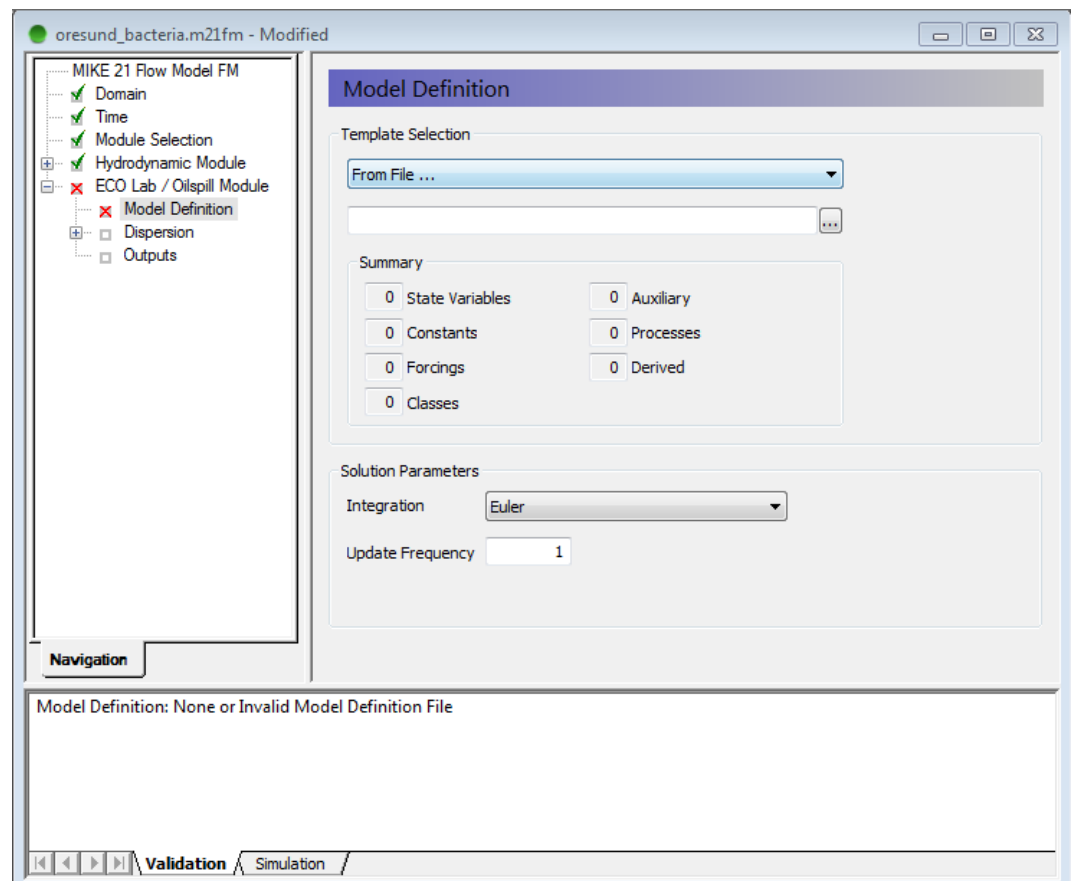 oresund_bacteria.m21fm - Modified
MIKE 21 Flow Model FM
Domain
Time
Module Selection
Hydrodynamic Module
ECO Lab / Oilspill Module
Model Definition
Dispersion
Outputs
Navigation
Model Definition
Template Selection
From File ...
...
Summary
0 State Variables 0 Auxiliary
0 Constants 0 Processes
0 Forcings 0 Derived
0 Classes
Solution Parameters
Integration Euler
Update Frequency 1
Model Definition: None or Invalid Model Definition File
Validation Simulation